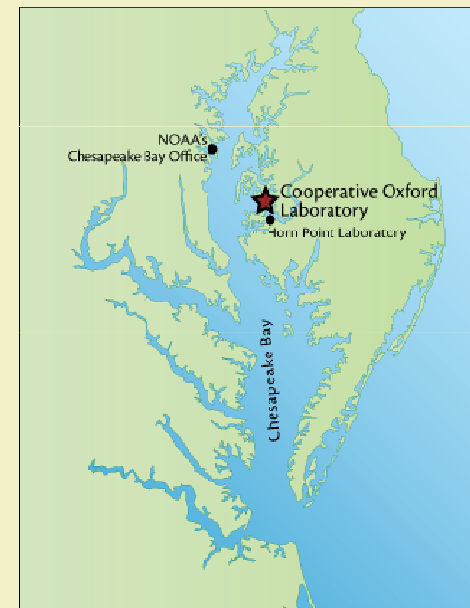 NOAA's
Chesapeake Bay Office
Cooperative Oxford
Laboratory
Horn Point Laboratory
Chesapeake Bay